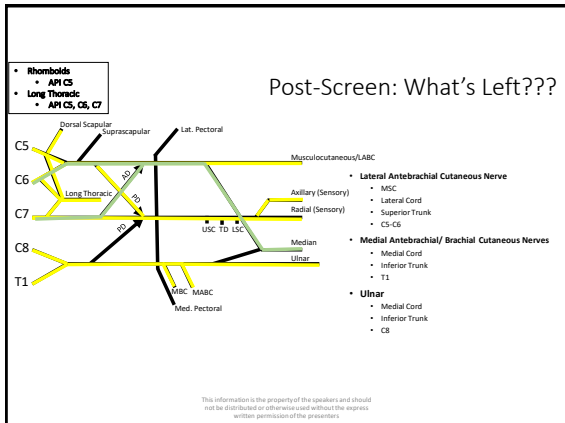 • Rhomboids
• API C5
• Long Thoracic
• API C5, C6, C7
Post-Screen: What's Left???
Dorsal Scapular
Suprascapular
Lat. Pectoral
C5
Musculocutaneous/LABC
C6
AD
Long Thoracic
PD
Axillary (Sensory)
C7
Radial (Sensory)
PD
USC TD LSC
C8
Median
Ulnar
T1
MBC MABC
Med. Pectoral
• Lateral Antebrachial Cutaneous Nerve
• MSC
• Lateral Cord
• Superior Trunk
• C5-C6
• Medial Antebrachial/ Brachial Cutaneous Nerves
• Medial Cord
• Inferior Trunk
• T1
• Ulnar
• Medial Cord
• Inferior Trunk
• C8
This information is the property of the speakers and should
not be distributed or otherwise used without the express
written permission of the presenters